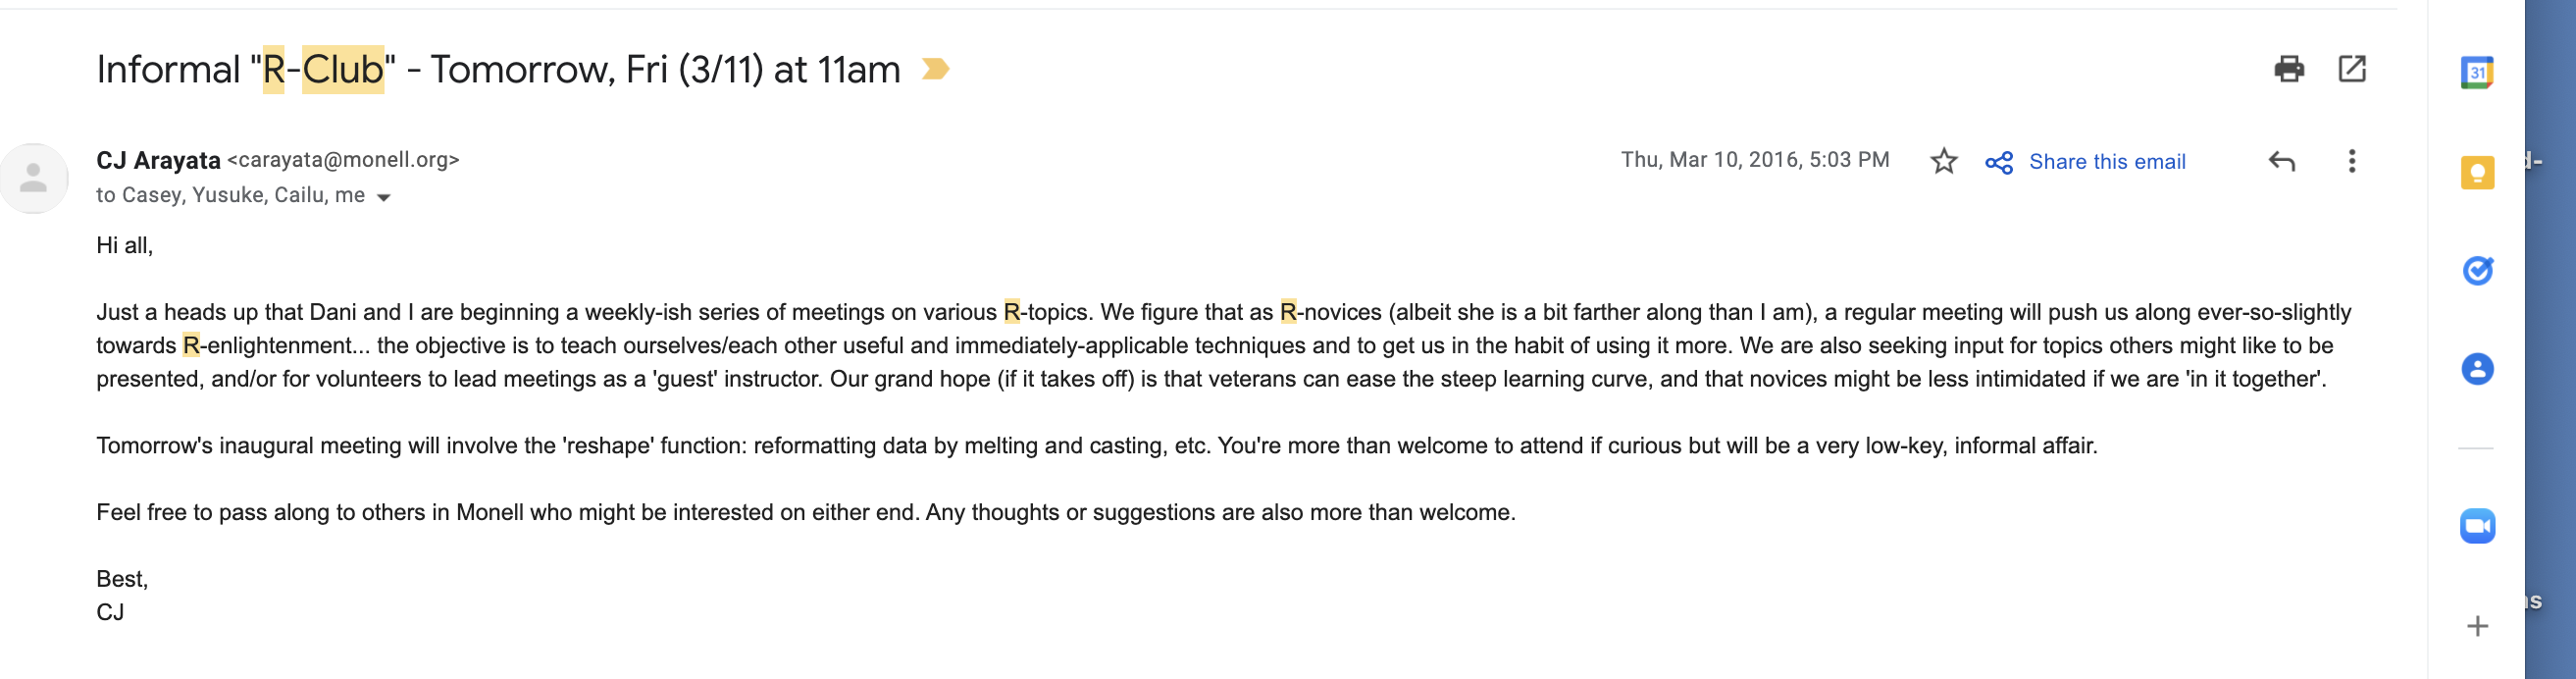 Informal "R-Club" - Tomorrow, Fri (3/11) at 11am
CJ Arayata <carayata@monell.org>
Thu, Mar 10, 2016, 5:03 PM
Share this email
to Casey, Yusuke, Cailu, me
Hi all,
Just a heads up that Dani and I are beginning a weekly-ish series of meetings on various R-topics. We figure that as R-novices (albeit she is a bit farther along than I am), a regular meeting will push us along ever-so-slightly
towards R-enlightenment... the objective is to teach ourselves/each other useful and immediately-applicable techniques and to get us in the habit of using it more. We are also seeking input for topics others might like to be
presented, and/or for volunteers to lead meetings as a 'guest' instructor. Our grand hope (if it takes off) is that veterans can ease the steep learning curve, and that novices might be less intimidated if we are 'in it together'.
Tomorrow's inaugural meeting will involve the 'reshape' function: reformatting data by melting and casting, etc. You're more than welcome to attend if curious but will be a very low-key, informal affair.
Feel free to pass along to others in Monell who might be interested on either end. Any thoughts or suggestions are also more than welcome.
Best,
CJ
31